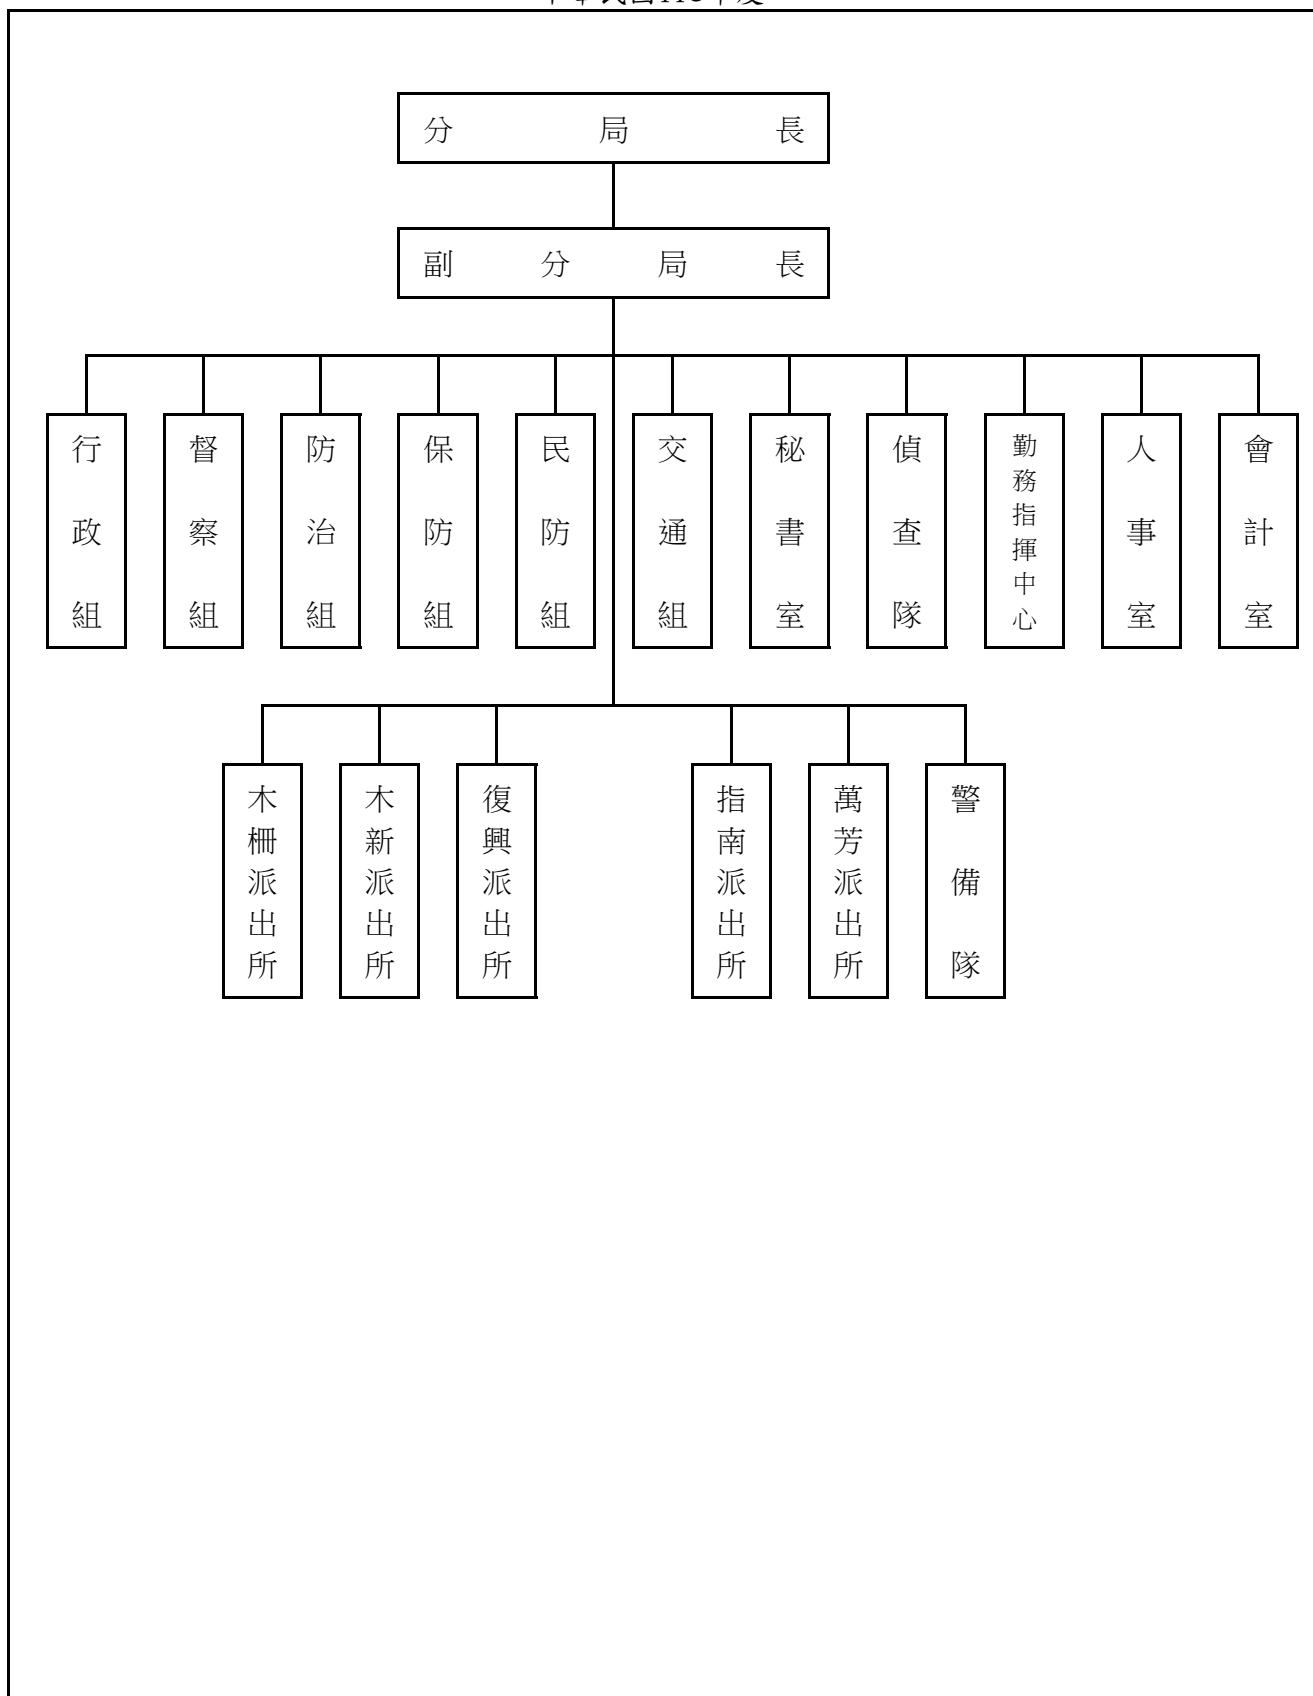 分局長
副分局長
行政組
督察組
防治組
保防組
民防組
交通組
秘書室
偵查隊
勤務指揮中心
人事室
會計室
木柵派出所
木新派出所
復興派出所
指南派出所
萬芳派出所
警備隊